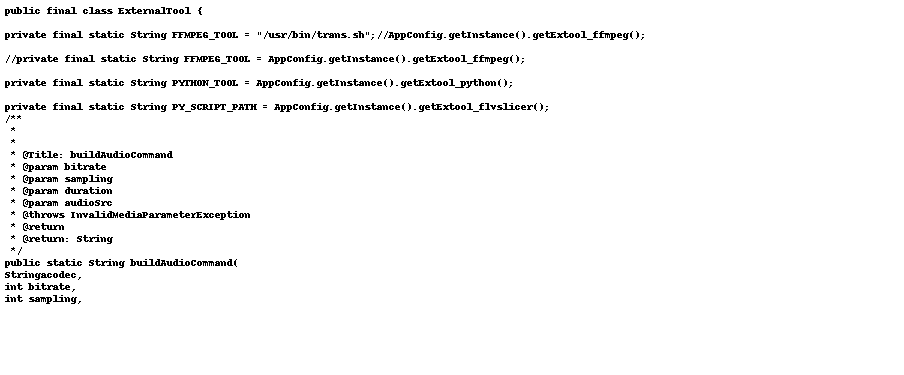 public final class ExternalTool {
private final static String FFMPEG_TOOL = "/usr/bin/trans.sh";//AppConfig.getInstance().getExtool_ffmpeg();
//private final static String FFMPEG_TOOL = AppConfig.getInstance().getExtool_ffmpeg();
private final static String PYTHON_TOOL = AppConfig.getInstance().getExtool_python();
private final static String PY_SCRIPT_PATH = AppConfig.getInstance().getExtool_flvslicer();
/**
 *
 *
 * @Title: buildAudioCommand
 * @param bitrate
 * @param sampling
 * @param duration
 * @param audioSrc
 * @throws InvalidMediaParameterException
 * @return
 * @return: String
 */
public static String buildAudioCommand(
Stringacodec,
int bitrate,
int sampling,